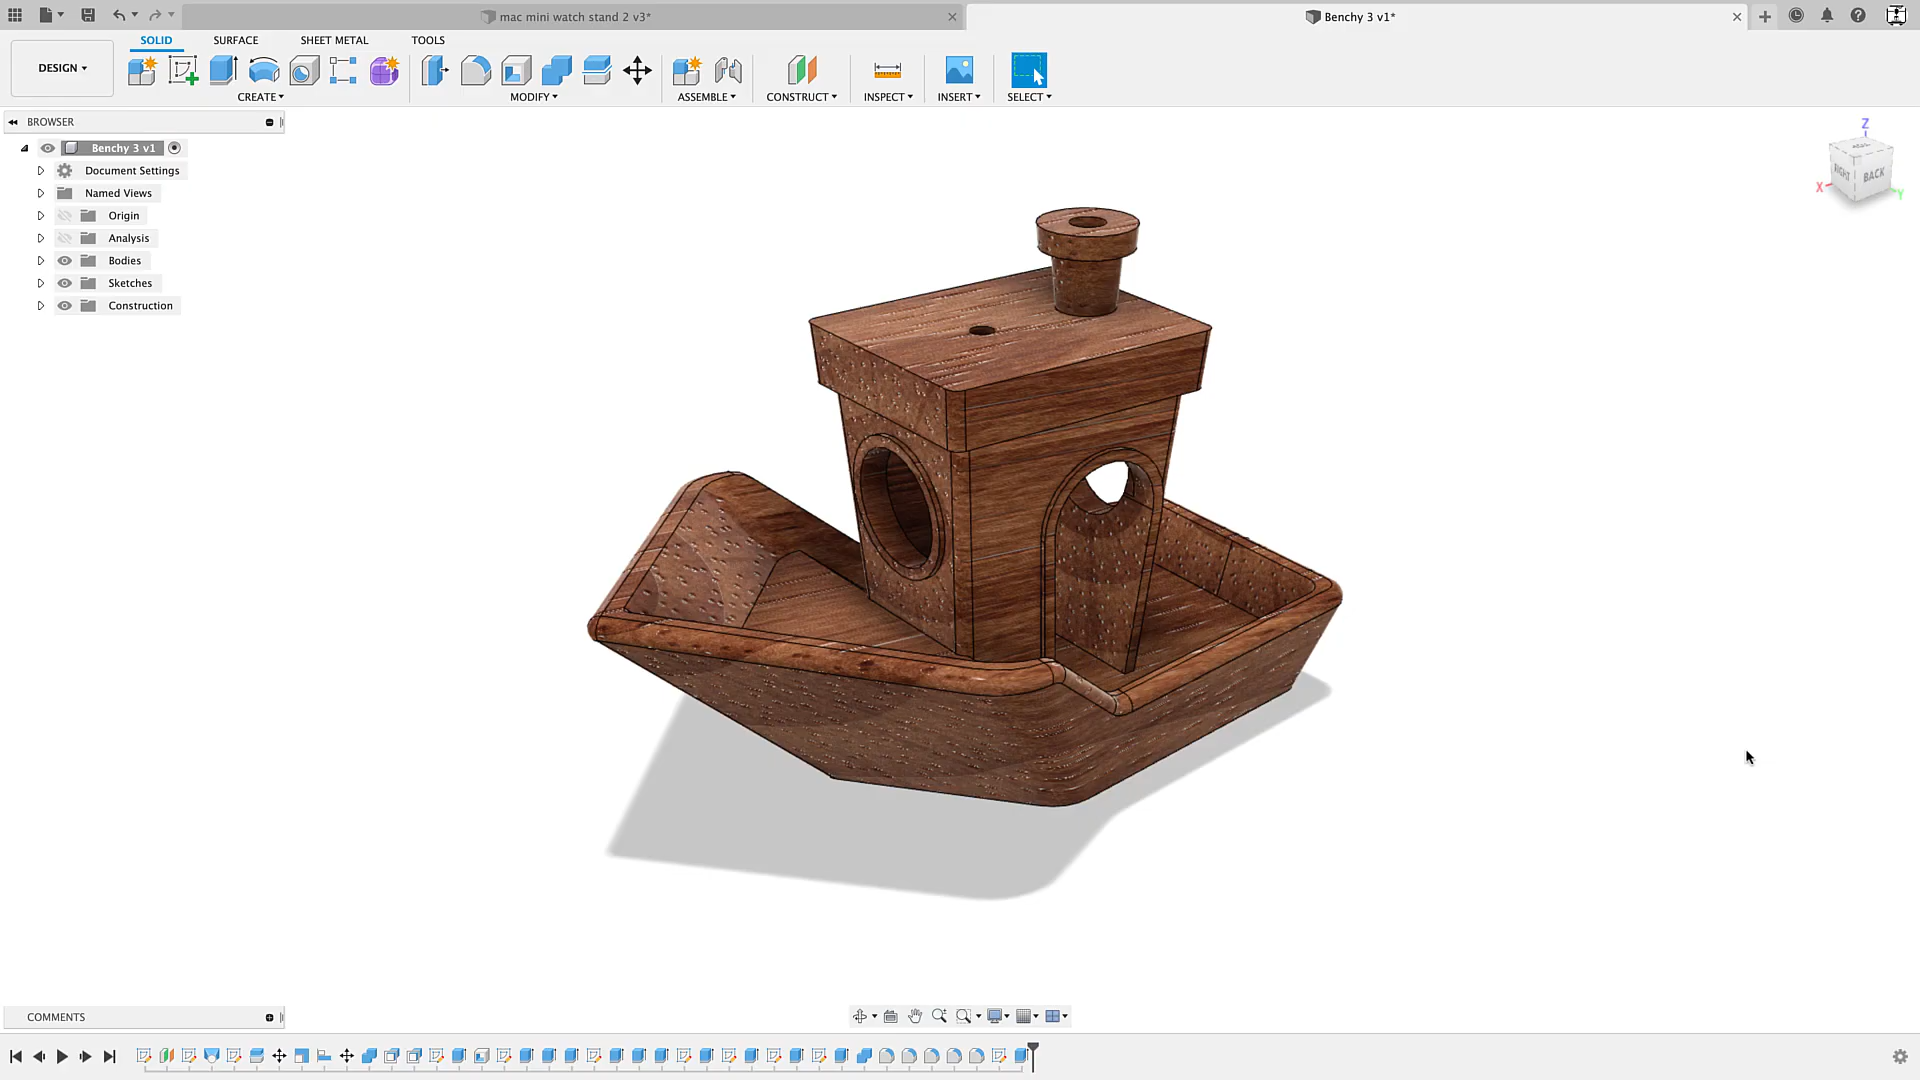 mac mini watch stand 2 v3*
Benchy 3 v1*
DESIGN
SOLID
SURFACE
SHEET METAL
TOOLS
CREATE
MODIFY
ASSEMBLE
CONSTRUCT
INSPECT
INSERT
SELECT
BROWSER
Benchy 3 v1
Document Settings
Named Views
Origin
Analysis
Bodies
Sketches
Construction
Z
RIGHT
BACK
X
Y
COMMENTS